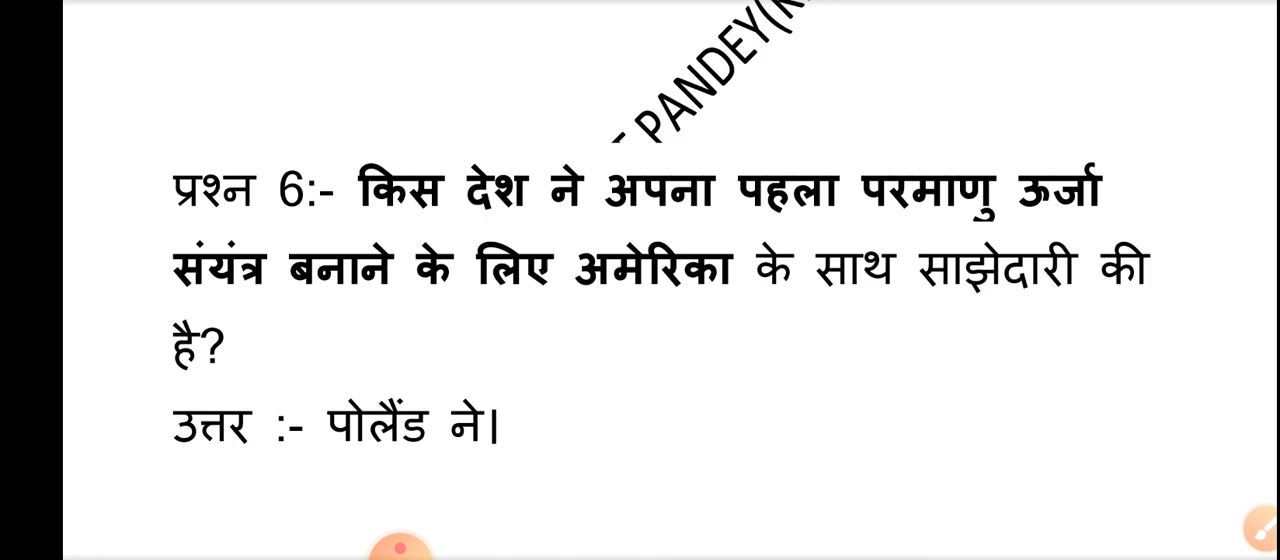 PANDEY
प्रश्न 6:- किस देश ने अपना पहला परमाणु ऊर्जा
संयंत्र बनाने के लिए अमेरिका के साथ साझेदारी की
है?
उत्तर :- पोलैंड ने।